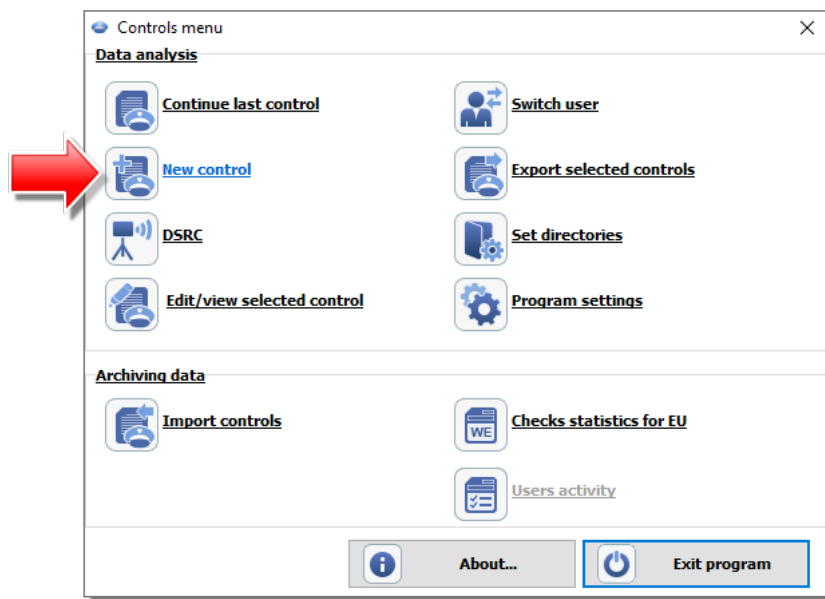 Controls menu
Data analysis
Continue last control
Switch user
New control
Export selected controls
DSRC
Set directories
Edit/view selected control
Program settings
Archiving data
Import controls
WE
Checks statistics for EU
Users activity
About...
Exit program